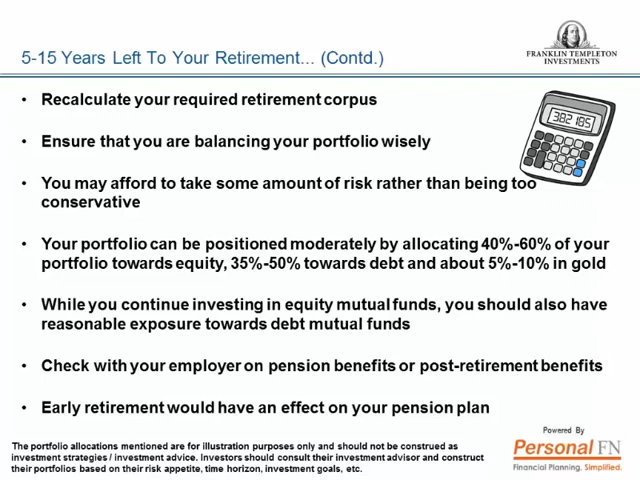 FRANKLIN TEMPLETON
INVESTMENTS
5-15 Years Left To Your Retirement... (Contd.)
• Recalculate your required retirement corpus
382185
• Ensure that you are balancing your portfolio wisely
• You may afford to take some amount of risk rather than being too
conservative
• Your portfolio can be positioned moderately by allocating 40%-60% of your
portfolio towards equity, 35%-50% towards debt and about 5%-10% in gold
• While you continue investing in equity mutual funds, you should also have
reasonable exposure towards debt mutual funds
• Check with your employer on pension benefits or post-retirement benefits
• Early retirement would have an effect on your pension plan
The portfolio allocations mentioned are for illustration purposes only and should not be construed as
investment strategies / investment advice. Investors should consult their investment advisor and construct
their portfolios based on their risk appetite, time horizon, investment goals, etc.
Powered By
Personal FN
Financial Planning. Simplified.